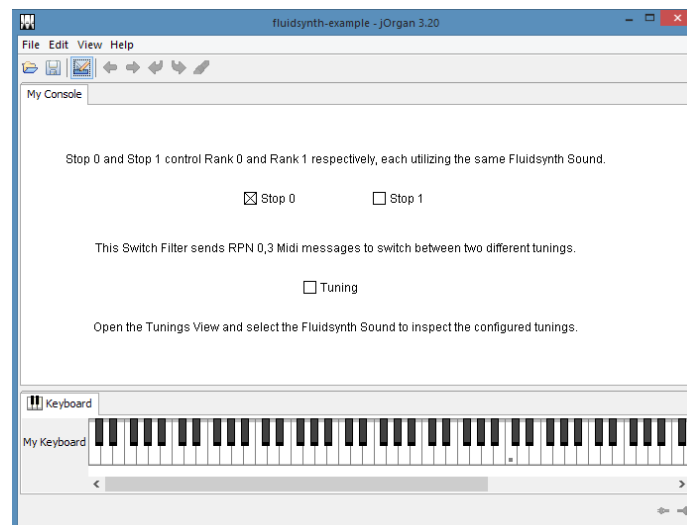 fluidsynth-example - jOrgan 3.20
File Edit View Help
My Console
Stop 0 and Stop 1 control Rank 0 and Rank 1 respectively, each utilizing the same Fluidsynth Sound.
Stop 0 Stop 1
This Switch Filter sends RPN 0,3 Midi messages to switch between two different tunings.
Tuning
Open the Tunings View and select the Fluidsynth Sound to inspect the configured tunings.
Keyboard
My Keyboard